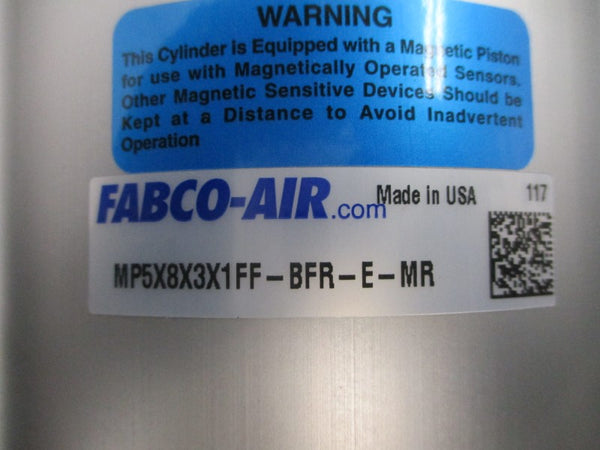 WARNING
This Cylinder is Equipped with a Magnetic Piston
for use with Magnetically Operated Sensors.
Other Magnetic Sensitive Devices Should be
Kept at a Distance to Avoid Inadvertent
Operation
FABCO-AIR.com Made in USA 117
MP5X8X3X1FF-BFR-E-MR